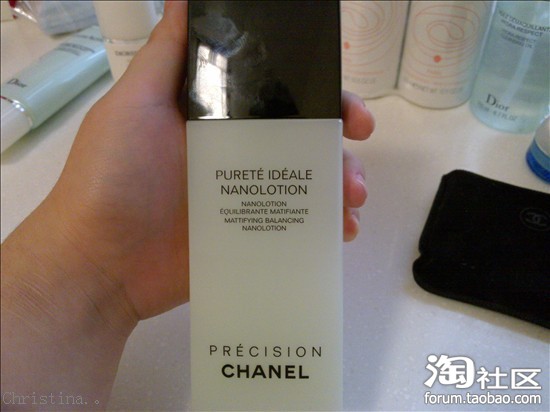 PURETÉ IDÉALE
NANOLOTION
NANOLOTION
ÉQUILIBRANTE MATIFIANTE
MATTIFYING BALANCING
NANOLOTION
PRÉCISION
CHANEL
Dior
Dior
淘社区
forum.taobao.com
Christina.。